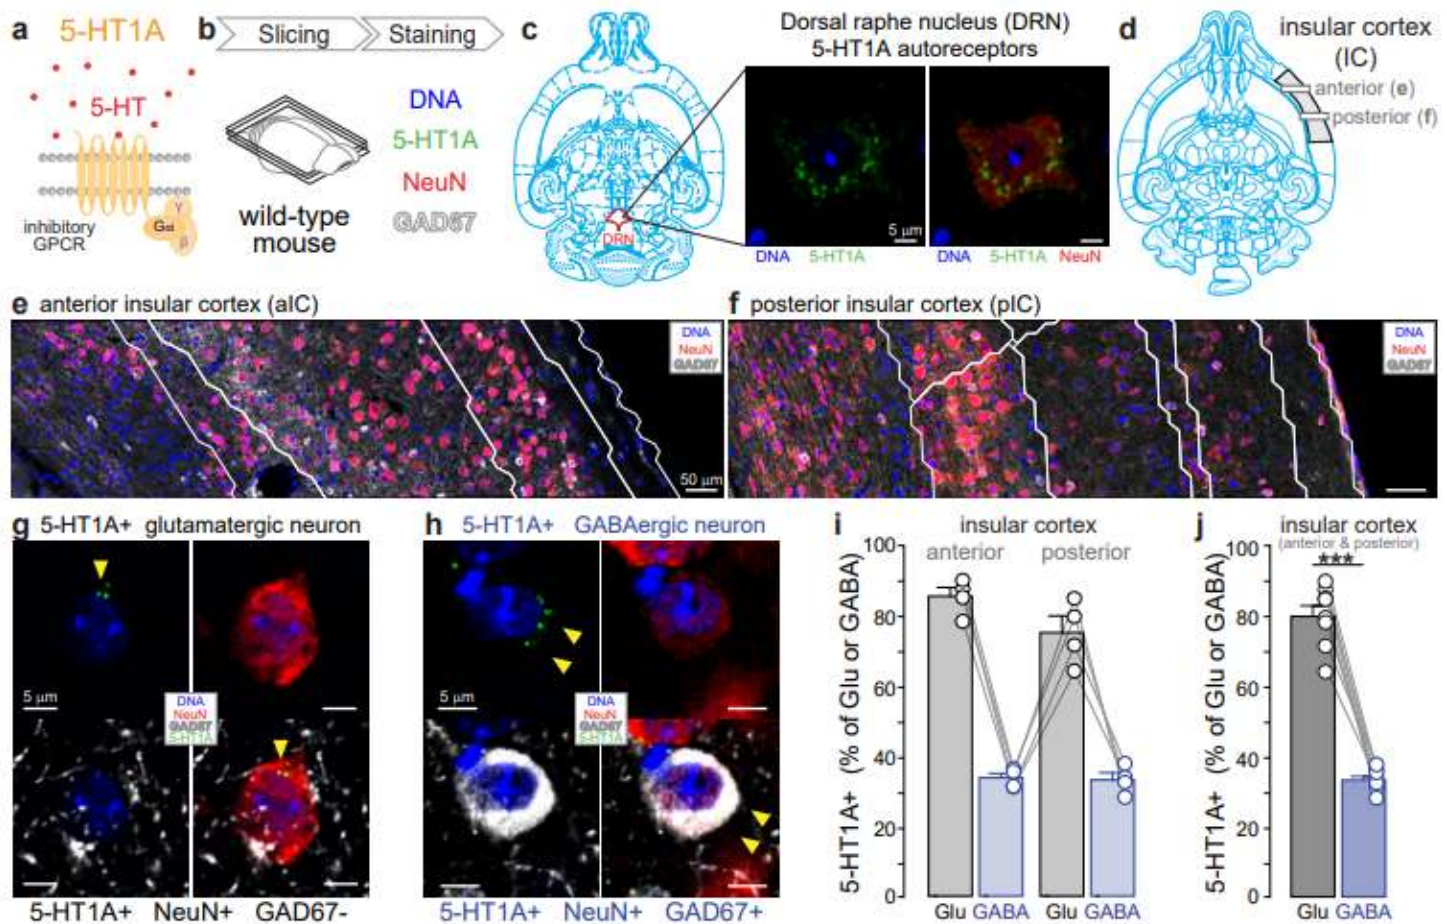 a
5-HT1A
5-HT
inhibitory
GPCR
Gαi
γ
β
b
Slicing
Staining
wild-type
mouse
DNA
5-HT1A
NeuN
GAD67
c
Dorsal raphe nucleus (DRN)
5-HT1A autoreceptors
DRN
5 μm
DNA 5-HT1A
DNA 5-HT1A NeuN
d
insular cortex
(IC)
anterior (e)
posterior (f)
e anterior insular cortex (aIC)
DNA
NeuN
GAD67
50 μm
f posterior insular cortex (pIC)
DNA
NeuN
GAD67
g 5-HT1A+ glutamatergic neuron
5 μm
DNA
NeuN
GAD67
5-HT1A
5-HT1A+ NeuN+ GAD67-
h 5-HT1A+ GABAergic neuron
DNA
NeuN
GAD67
5-HT1A
5-HT1A+ NeuN+ GAD67+
i
insular cortex
anterior posterior
5-HT1A+ (% of Glu or GABA)
100
80
60
40
20
0
Glu GABA Glu GABA
j
insular cortex
(anterior & posterior)
***
5-HT1A+ (% of Glu or GABA)
100
80
60
40
20
0
Glu GABA